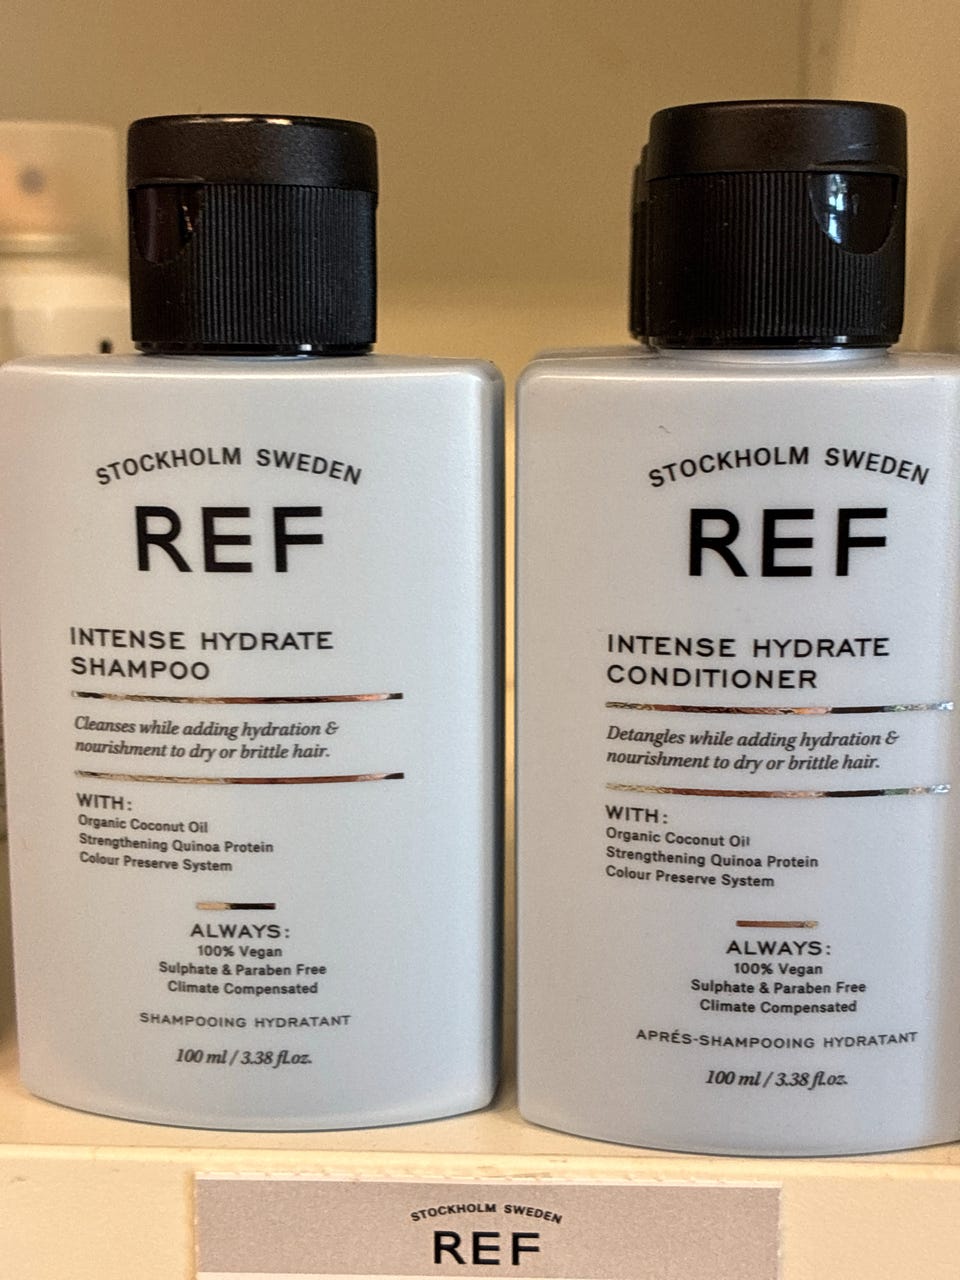 STOCKHOLM SWEDEN
REF
INTENSE HYDRATE
SHAMPOO
Cleanses while adding hydration &
nourishment to dry or brittle hair.
WITH:
Organic Coconut Oil
Strengthening Quinoa Protein
Colour Preserve System
ALWAYS:
100% Vegan
Sulphate & Paraben Free
Climate Compensated
SHAMPOOING HYDRATANT
100 ml / 3.38 fl.oz.
STOCKHOLM SWEDEN
REF
INTENSE HYDRATE
CONDITIONER
Detangles while adding hydration &
nourishment to dry or brittle hair.
WITH:
Organic Coconut Oil
Strengthening Quinoa Protein
Colour Preserve System
ALWAYS:
100% Vegan
Sulphate & Paraben Free
Climate Compensated
APRÉS-SHAMPOOING HYDRATANT
100 ml / 3.38 fl.oz.
STOCKHOLM SWEDEN
REF